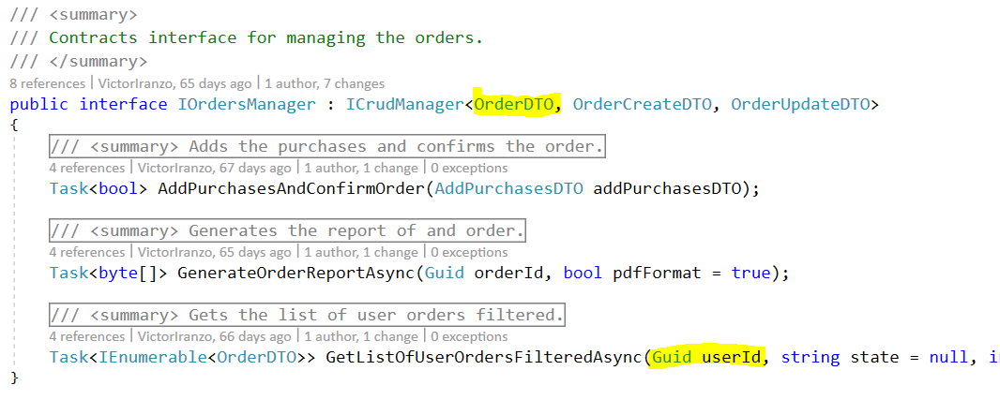 /// <summary>
/// Contracts interface for managing the orders.
/// </summary>
8 references | VictorIranzo, 65 days ago | 1 author, 7 changes
public interface IOrdersManager : ICrudManager<OrderDTO, OrderCreateDTO, OrderUpdateDTO>
{
/// <summary> Adds the purchases and confirms the order.
4 references | VictorIranzo, 67 days ago | 1 author, 1 change | 0 exceptions
Task<bool> AddPurchasesAndConfirmOrder(AddPurchasesDTO addPurchasesDTO);
/// <summary> Generates the report of and order.
4 references | VictorIranzo, 65 days ago | 1 author, 1 change | 0 exceptions
Task<byte[]> GenerateOrderReportAsync(Guid orderId, bool pdfFormat = true);
/// <summary> Gets the list of user orders filtered.
4 references | VictorIranzo, 66 days ago | 1 author, 1 change | 0 exceptions
Task<IEnumerable<OrderDTO>> GetListOfUserOrdersFilteredAsync(Guid userId, string state = null,
}